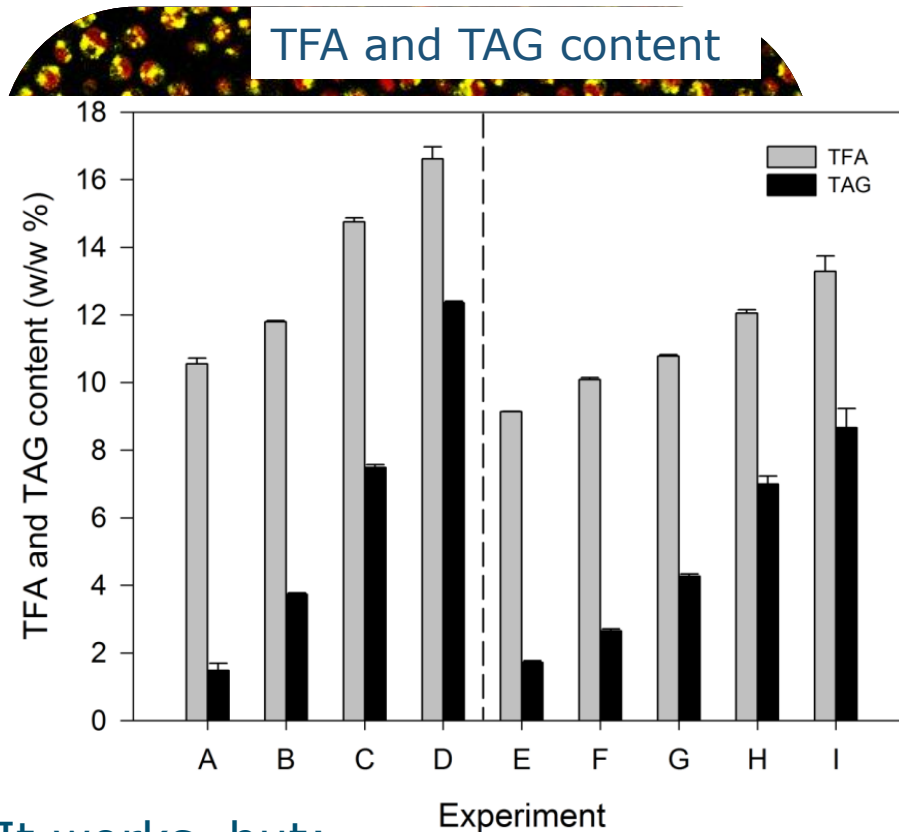 TFA and TAG content
TFA and TAG content (w/w %)
18
16
14
12
10
8
6
4
2
0
TFA
TAG
A B C D E F G H I
Experiment
It works, but: